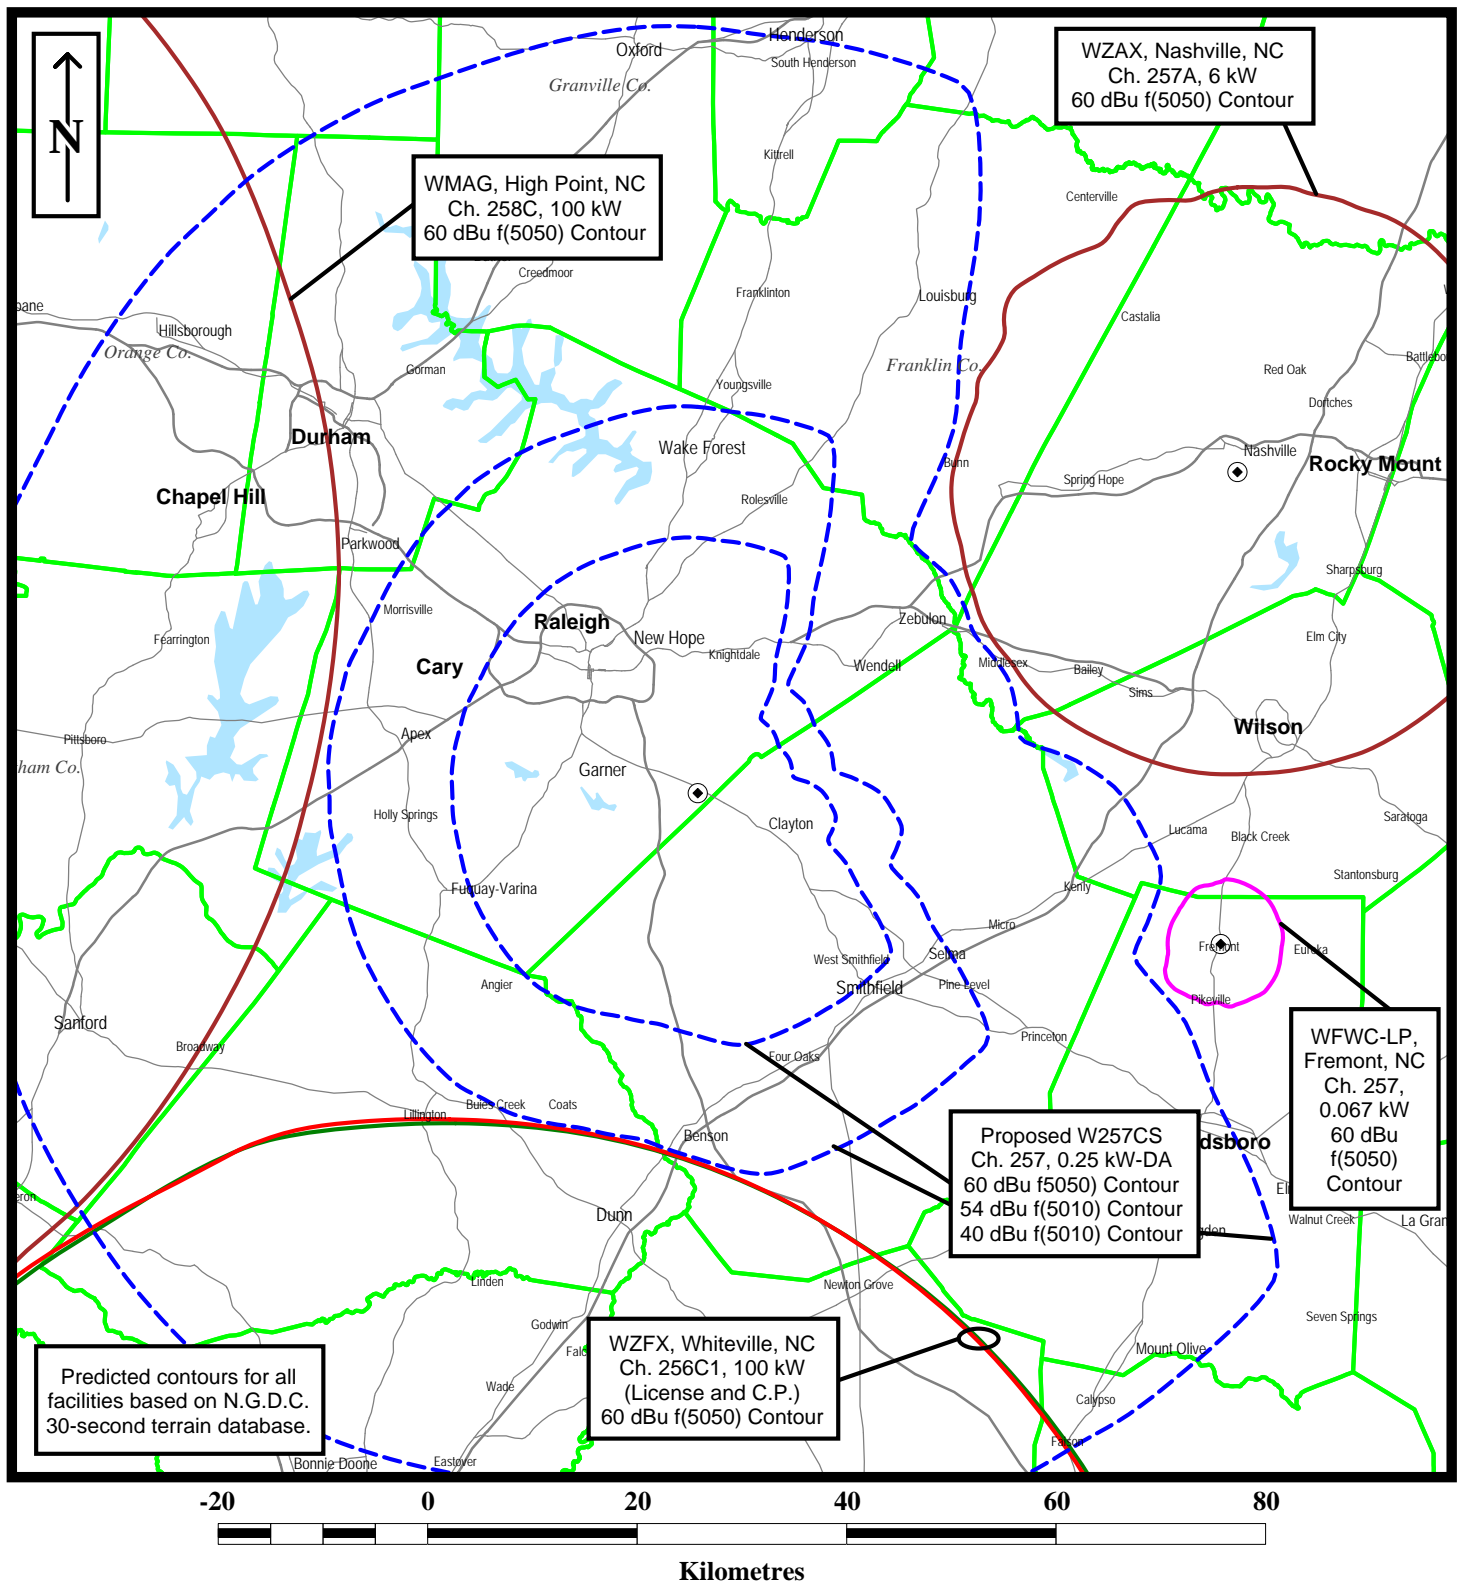 Oxford
Henderson
South Henderson
Granville Co.
WZAX, Nashville, NC
Ch. 257A, 6 kW
60 dBu f(5050) Contour
N
Kittrell
WMAG, High Point, NC
Ch. 258C, 100 kW
60 dBu f(5050) Contour
Centerville
Creedmoor
Franklinton
Louisburg
Castalia
Hillsborough
Orange Co.
Gorman
Franklin Co.
Red Oak
Battlebo
Youngsville
Dortches
Durham
Wake Forest
Nashville
Bunn
Rocky Mount
Spring Hope
Chapel Hill
Rolesville
Parkwood
Sharpsburg
Morrisville
Raleigh
Zebulon
Fearrington
New Hope
Elm City
Knightdale
Cary
Wendell
Middlesex
Bailey
Sims
Pittsboro
Apex
Wilson
ham Co.
Garner
Holly Springs
Clayton
Lucama
Black Creek
Saratoga
Fuquay-Varina
Kenly
Stantonsburg
Micro
Fremont
Eureka
West Smithfield
Selma
Angier
Smithfield
Pine Level
Pikeville
Sanford
Broadway
Princeton
Four Oaks
WFWC-LP,
Fremont, NC
Ch. 257,
0.067 kW
60 dBu
f(5050)
Contour
Lillington
Buies Creek
Coats
Benson
Proposed W257CS
Ch. 257, 0.25 kW-DA
60 dBu f5050) Contour
54 dBu f(5010) Contour
40 dBu f(5010) Contour
dsboro
Dunn
Walnut Creek
La Gran
Linden
Newton Grove
Seven Springs
Godwin
WZFX, Whiteville, NC
Ch. 256C1, 100 kW
(License and C.P.)
60 dBu f(5050) Contour
Mount Olive
Predicted contours for all
facilities based on N.G.D.C.
30-second terrain database.
Wade
Calypso
Faison
Bonnie Doone
Eastover
-20 0 20 40 60 80
Kilometres